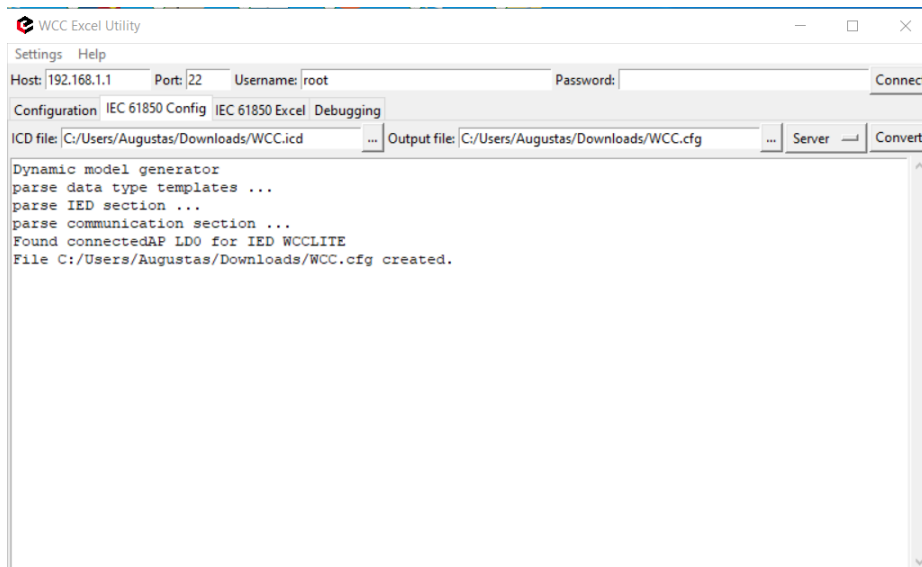 WCC Excel Utility
Settings Help
Host: 192.168.1.1 Port: 22 Username: root Password: Connec
Configuration IEC 61850 Config IEC 61850 Excel Debugging
ICD file: C:/Users/Augustas/Downloads/WCC.icd ... Output file: C:/Users/Augustas/Downloads/WCC.cfg ... Server Convert
Dynamic model generator
parse data type templates ...
parse IED section ...
parse communication section ...
Found connectedAP LD0 for IED WCCLITE
File C:/Users/Augustas/Downloads/WCC.cfg created.